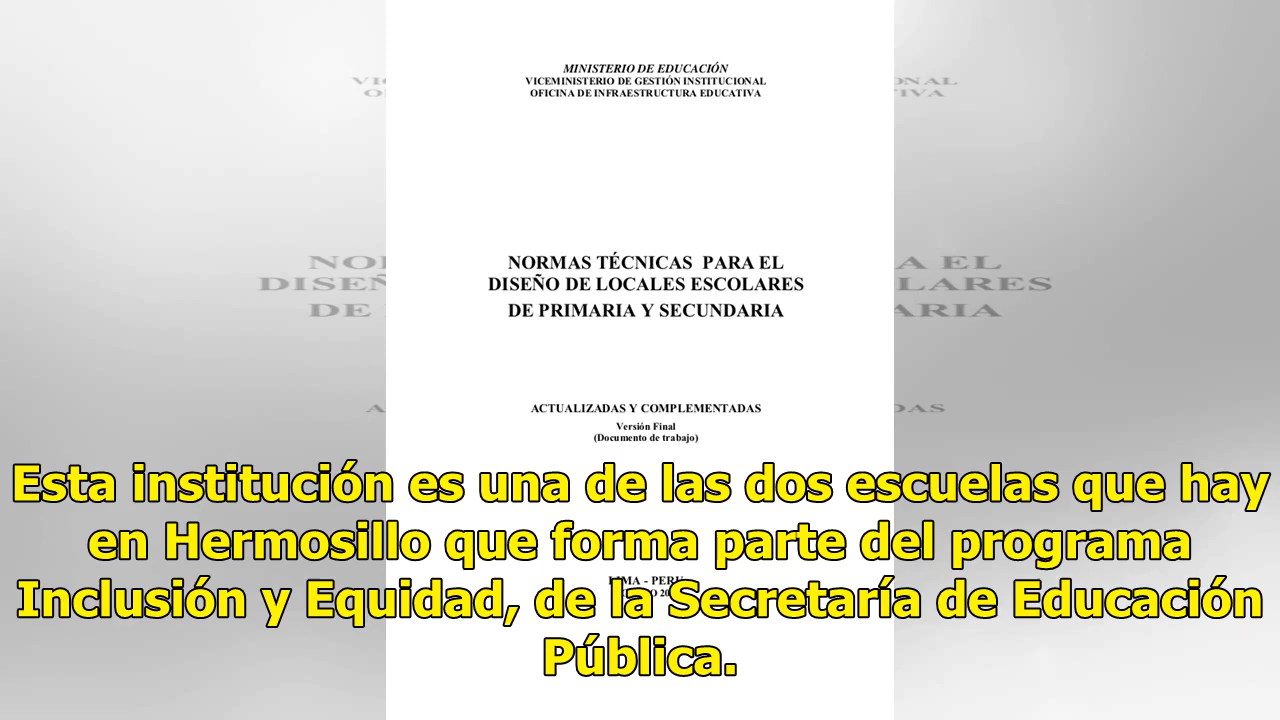 MINISTERIO DE EDUCACIÓN
VICEMINISTERIO DE GESTIÓN INSTITUCIONAL
OFICINA DE INFRAESTRUCTURA EDUCATIVA
NORMAS TÉCNICAS PARA EL
DISEÑO DE LOCALES ESCOLARES
DE PRIMARIA Y SECUNDARIA
ACTUALIZADAS Y COMPLEMENTADAS
Versión Final
(Documento de trabajo)
Esta institución es una de las dos escuelas que hay
en Hermosillo que forma parte del programa
LIMA - PERU
Inclusión y Equidad, de la Secretaría de Educación
Pública.